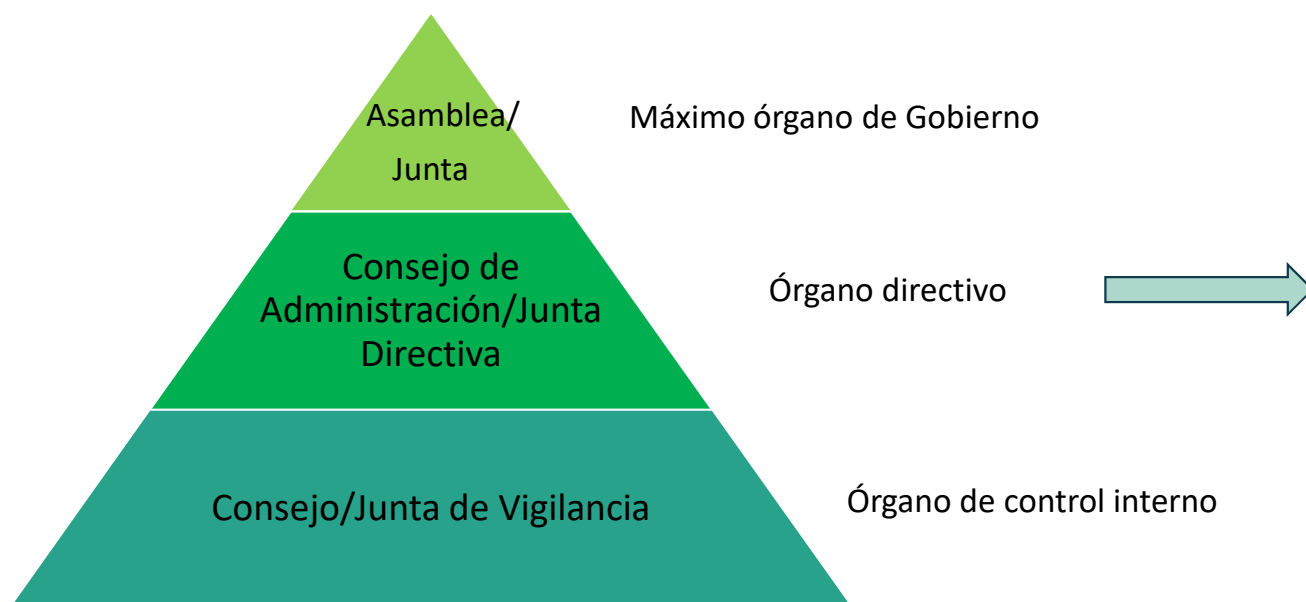 Asamblea/
Junta
Máximo órgano de Gobierno
Consejo de
Administración/Junta
Directiva
Órgano directivo
Consejo/Junta de Vigilancia
Órgano de control interno